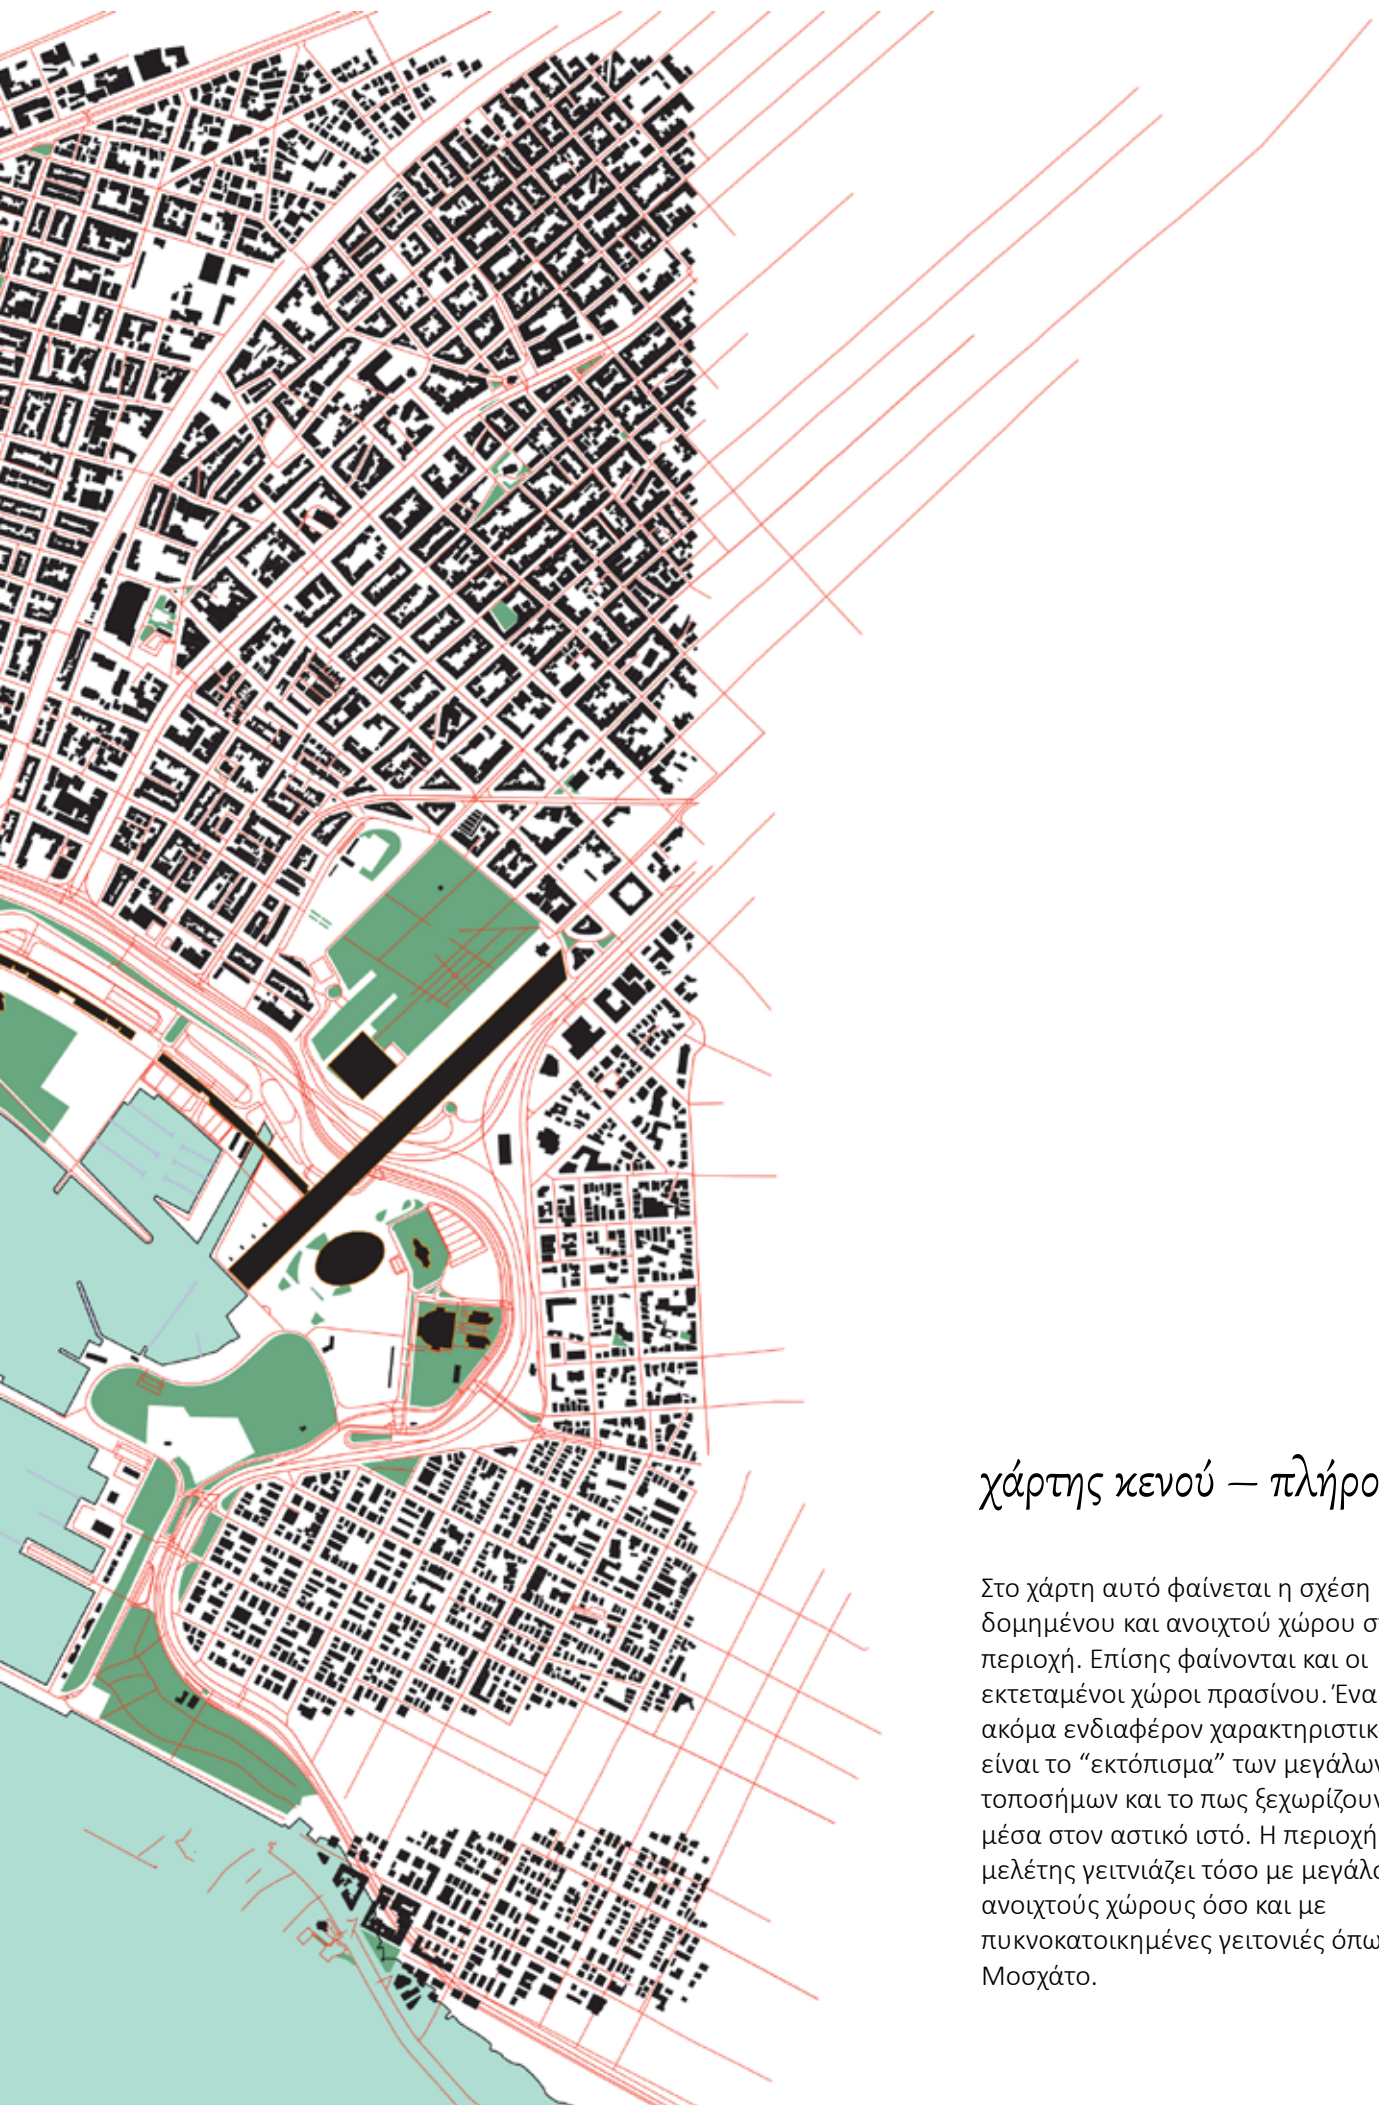 χάρτης κενού – πλήρο
Στο χάρτη αυτό φαίνεται η σχέση
δομημένου και ανοιχτού χώρου σ
περιοχή. Επίσης φαίνονται και οι
εκτεταμένοι χώροι πρασίνου. Ένα
ακόμα ενδιαφέρον χαρακτηριστικ
είναι το “εκτόπισμα” των μεγάλων
τοποσήμων και το πως ξεχωρίζουν
μέσα στον αστικό ιστό. Η περιοχή
μελέτης γειτνιάζει τόσο με μεγάλο
ανοιχτούς χώρους όσο και με
πυκνοκατοικημένες γειτονιές όπω
Μοσχάτο.